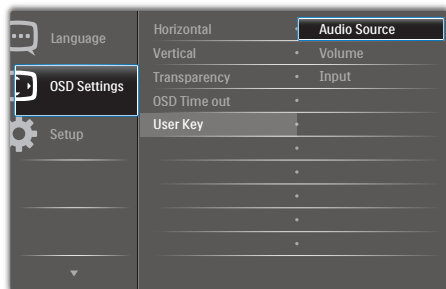 Language
OSD Settings
Setup
Horizontal
Vertical
Transparency
OSD Time out
User Key
Audio Source
Volume
Input